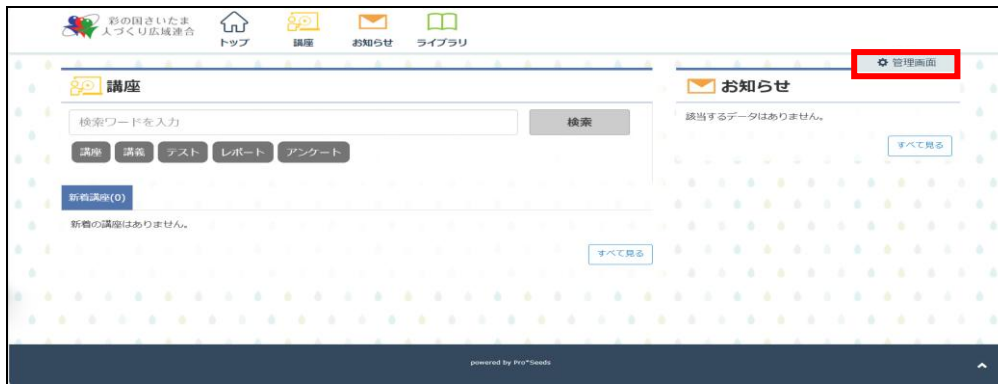 彩の国さいたま
人づくり広域連合
トップ
講座
お知らせ
ライブラリ
管理画面
講座
お知らせ
検索ワードを入力
検索
該当するデータはありません。
講座
講義
テスト
レポート
アンケート
すべて見る
新着講座(0)
新着の講座はありません。
すべて見る
powered by Pro*Seeds